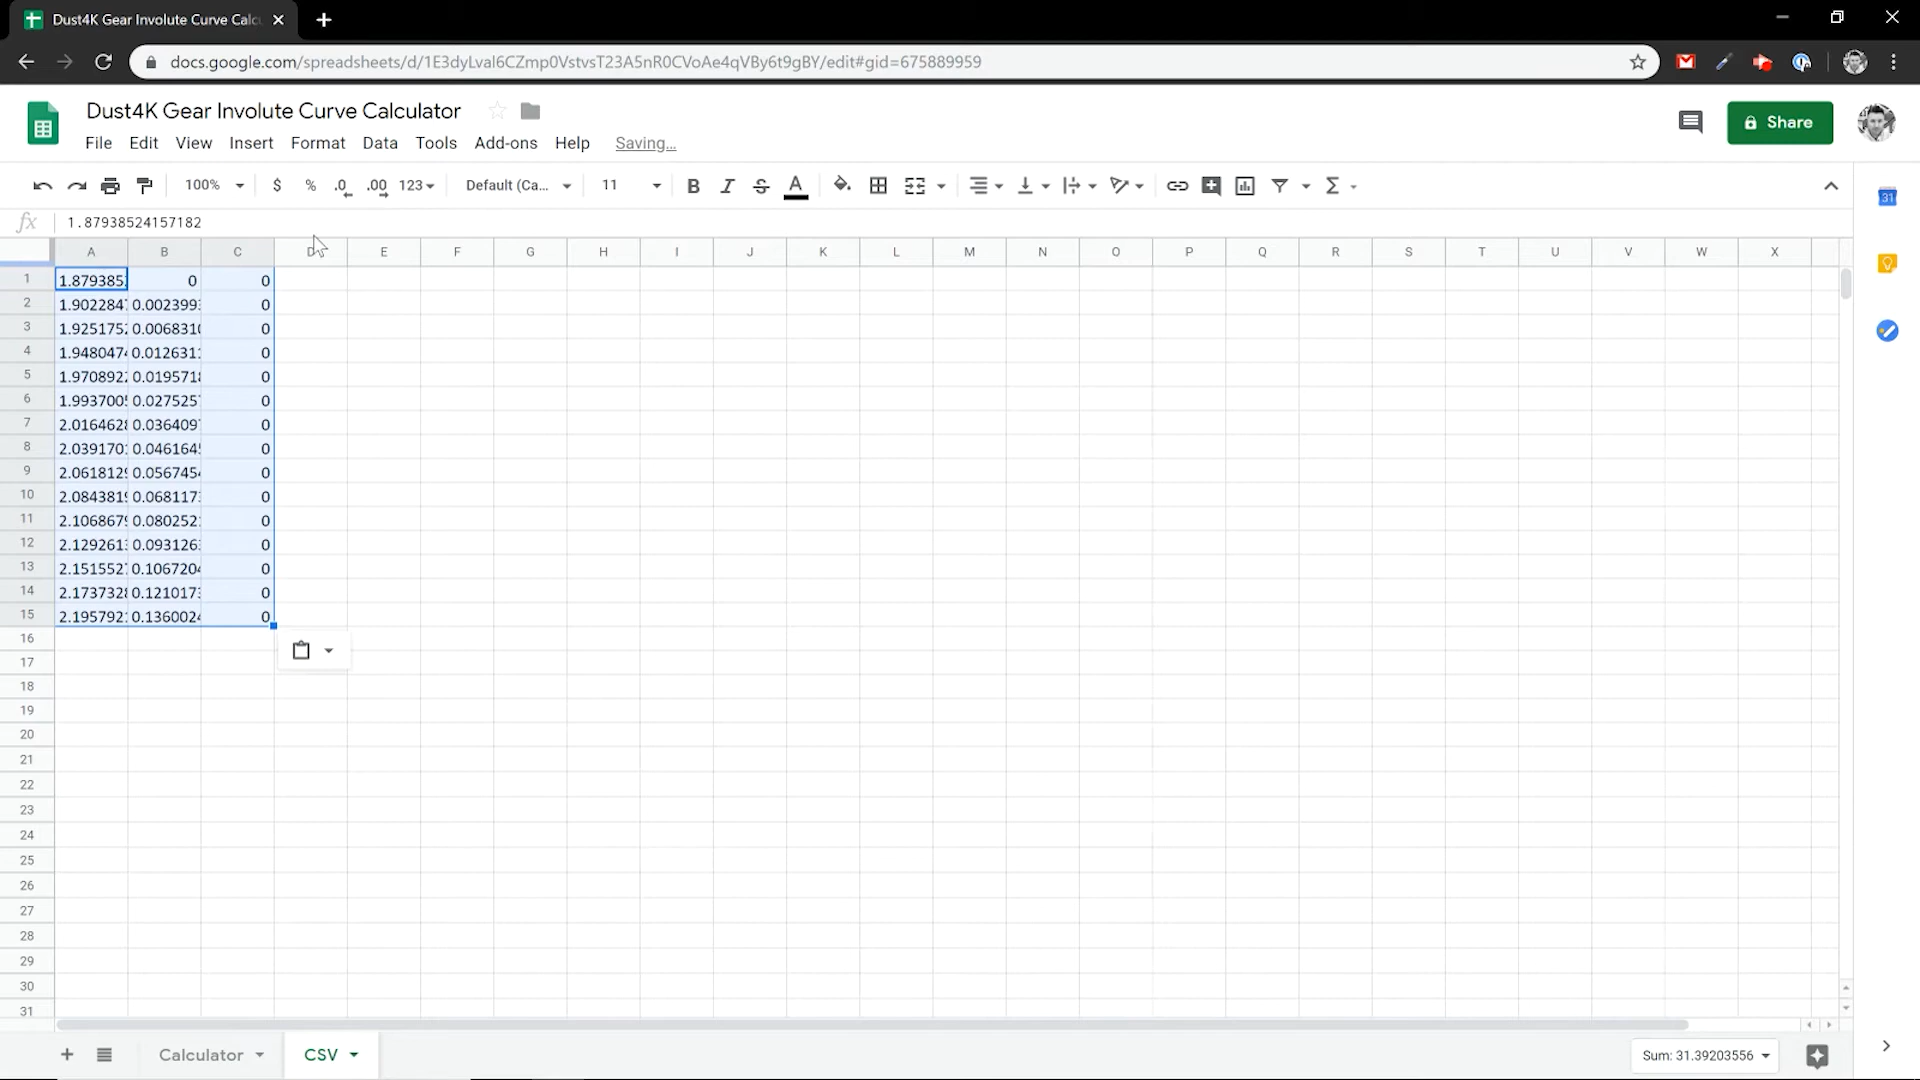 Dust4K Gear Involute Curve Calc
docs.google.com/spreadsheets/d/1E3dyLval6CZmp0VstvsT23A5nR0CVoAe4qVBy6t9gBY/edit#gid=675889959
Dust4K Gear Involute Curve Calculator
File Edit View Insert Format Data Tools Add-ons Help Saving...
Share
100% $ % .0 .00 123 Default (Ca... 11 B I S A
31
fx 1.87938524157182
A B C D E F G H I J K L M N O P Q R S T U V W X
1 1.879385 0 0
2 1.9022847 0.002399 0
3 1.925175 0.006831 0
4 1.9480474 0.012631 0
5 1.970892 0.019571 0
6 1.993700 0.027525 0
7 2.016462 0.036409 0
8 2.039170 0.046164 0
9 2.061812 0.056745 0
10 2.084381 0.068117 0
11 2.106867 0.080252 0
12 2.129261 0.093126 0
13 2.151552 0.106720 0
14 2.173732 0.121017 0
15 2.195792 0.136002 0
16
17
18
19
20
21
22
23
24
25
26
27
28
29
30
31
Calculator CSV Sum: 31.39203556